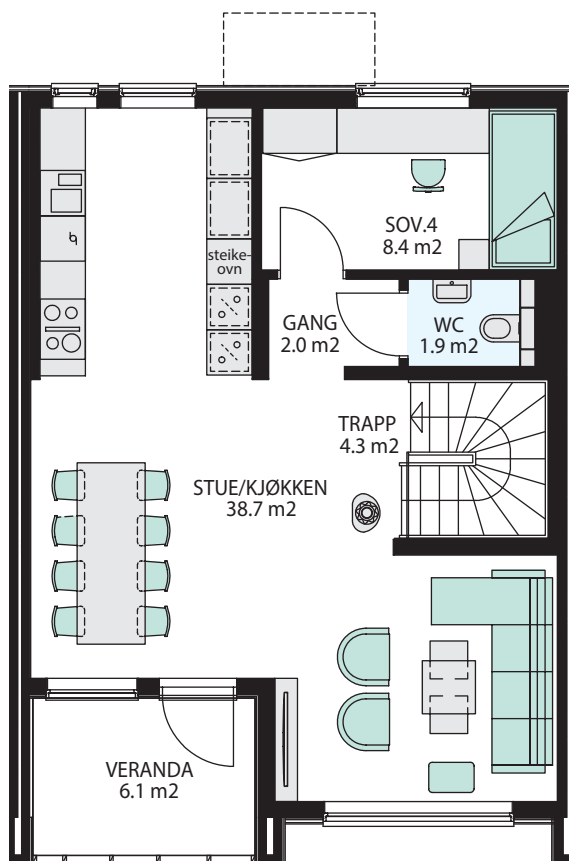 SOV.4
8.4 m2
steike-
ovn
GANG
2.0 m2
WC
1.9 m2
TRAPP
4.3 m2
STUE/KJØKKEN
38.7 m2
VERANDA
6.1 m2